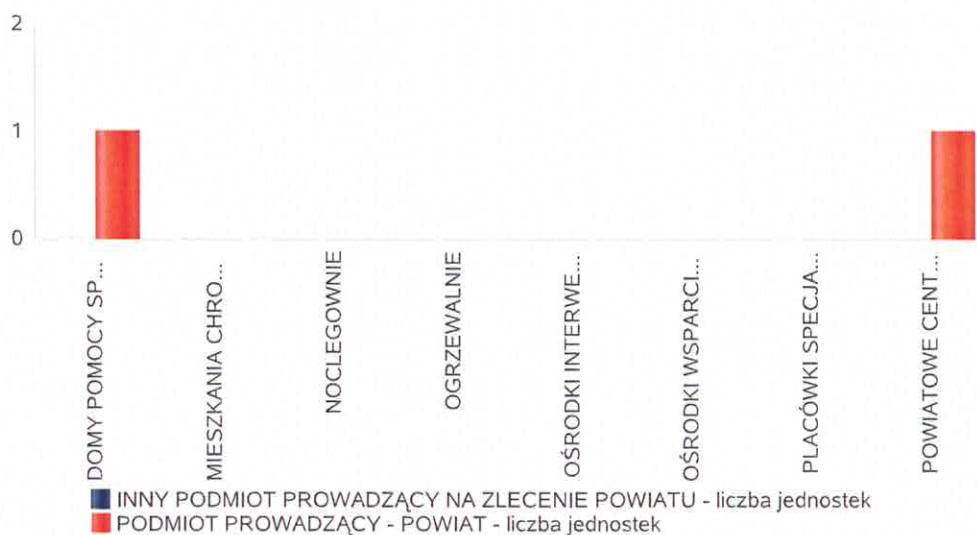 2
1
0
DOMY POMOCY SP...
MIESZKANIA CHRO...
NOCLEGOWNIE
OGRZEWALNIE
OŚRODKI INTERWE...
OŚRODKI WSPARCI...
PLACÓWKI SPECJA...
POWIATOWE CENT...
INNY PODMIOT PROWADZĄCY NA ZLECENIE POWIATU - liczba jednostek
PODMIOT PROWADZĄCY - POWIAT - liczba jednostek